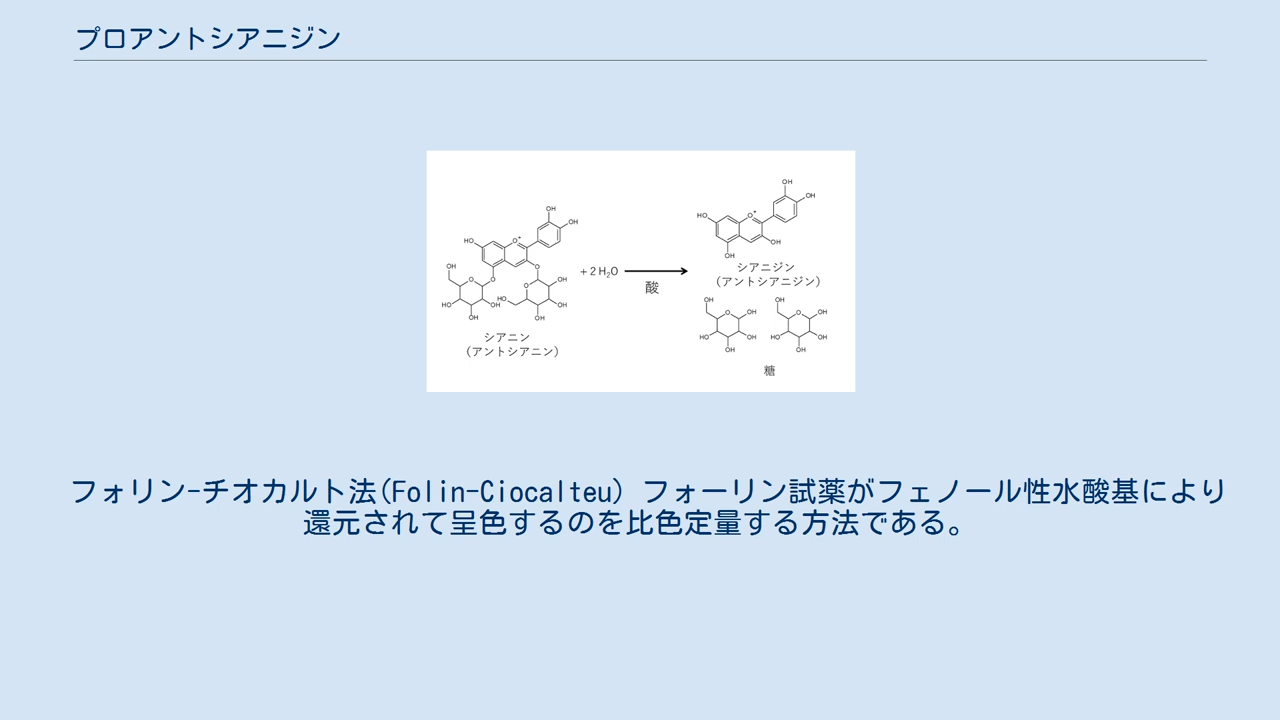 プロアントシアニジン
OH
OH
HO
O+
OH
O
O
O
OH
HO
OH
OH
O
HO
OH
OH
OH
シアニン
（アントシアニン）
+ 2 H2O
酸
OH
OH
HO
O+
OH
OH
シアニジン
（アントシアニジン）
OH
O
OH
HO
OH
OH
OH
O
OH
HO
OH
OH
糖
フォリン-チオカルト法(Folin-Ciocalteu) フォーリン試薬がフェノール性水酸基により
還元されて呈色するのを比色定量する方法である。